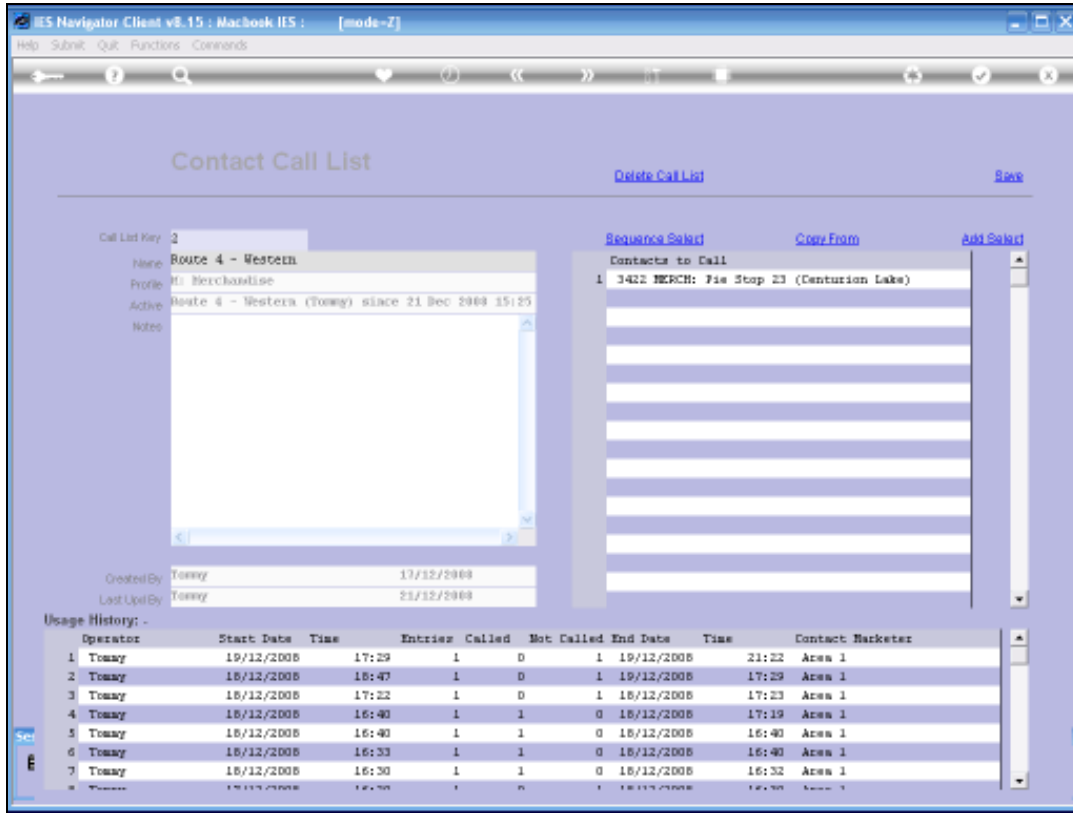 IES Navigator Client v8.15 : Macbook IES : [mode=Z]
Help Submit Quit Functions Commands
Contact Call List
Delete Call List Save
Call List Key 2
Sequence Select Copy From Add Select
Name Route 4 - Western
Contacts to Call
Profile M: Merchandise
1 3422 MERCH: Pie Stop 23 (Centurion Lake)
Active Route 4 - Western (Tommy) since 21 Dec 2008 15:25
Notes
Created By Tommy 17/12/2008
Last Upd By Tommy 21/12/2008
Usage History: -
Operator Start Date Time Entries Called Not Called End Date Time Contact Marketer
1 Tommy 19/12/2008 17:29 1 0 1 19/12/2008 21:22 Area 1
2 Tommy 18/12/2008 18:47 1 0 1 19/12/2008 17:29 Area 1
3 Tommy 18/12/2008 17:22 1 0 1 18/12/2008 17:23 Area 1
4 Tommy 18/12/2008 16:40 1 1 0 18/12/2008 17:19 Area 1
5 Tommy 18/12/2008 16:40 1 1 0 18/12/2008 16:40 Area 1
6 Tommy 18/12/2008 16:33 1 1 0 18/12/2008 16:40 Area 1
7 Tommy 18/12/2008 16:30 1 1 0 18/12/2008 16:32 Area 1